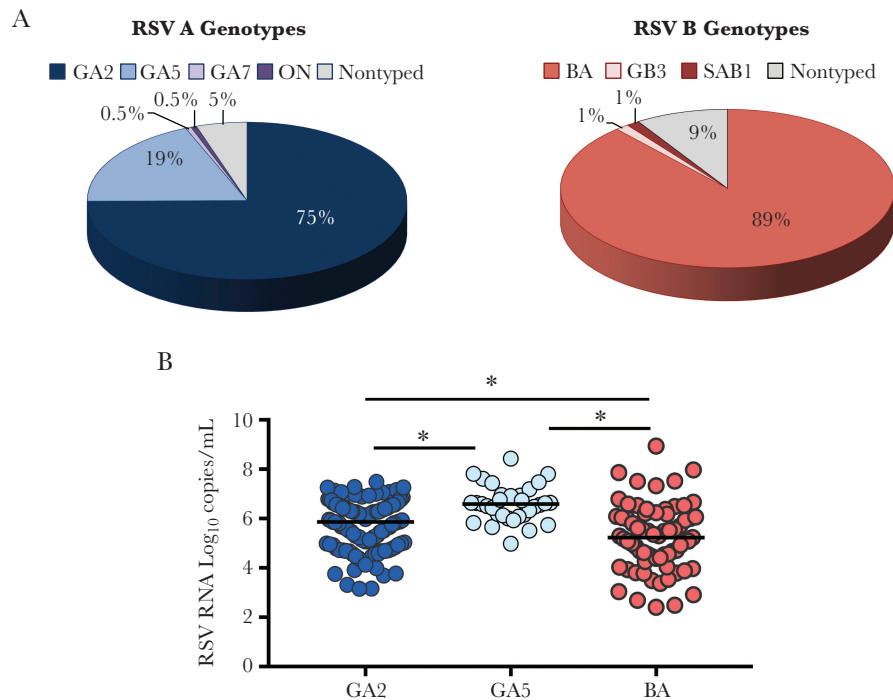 A
RSV A Genotypes
GA2 GA5 GA7 ON Nontyped
0.5% 0.5% 5%
19%
75%
RSV B Genotypes
BA GB3 SAB1 Nontyped
1% 1%
9%
89%
B
RSV RNA Log₁₀ copies/mL
10
8
6
4
2
0
*
*
*
GA2 GA5 BA